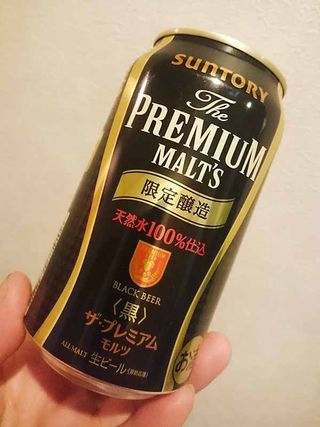 SUNTORY
The
PREMIUM
MALT'S
限定醸造
天然水100%仕込
BLACK BEER
〈黒〉
ザ・プレミアム
モルツ
ALL MALT 生ビール
お